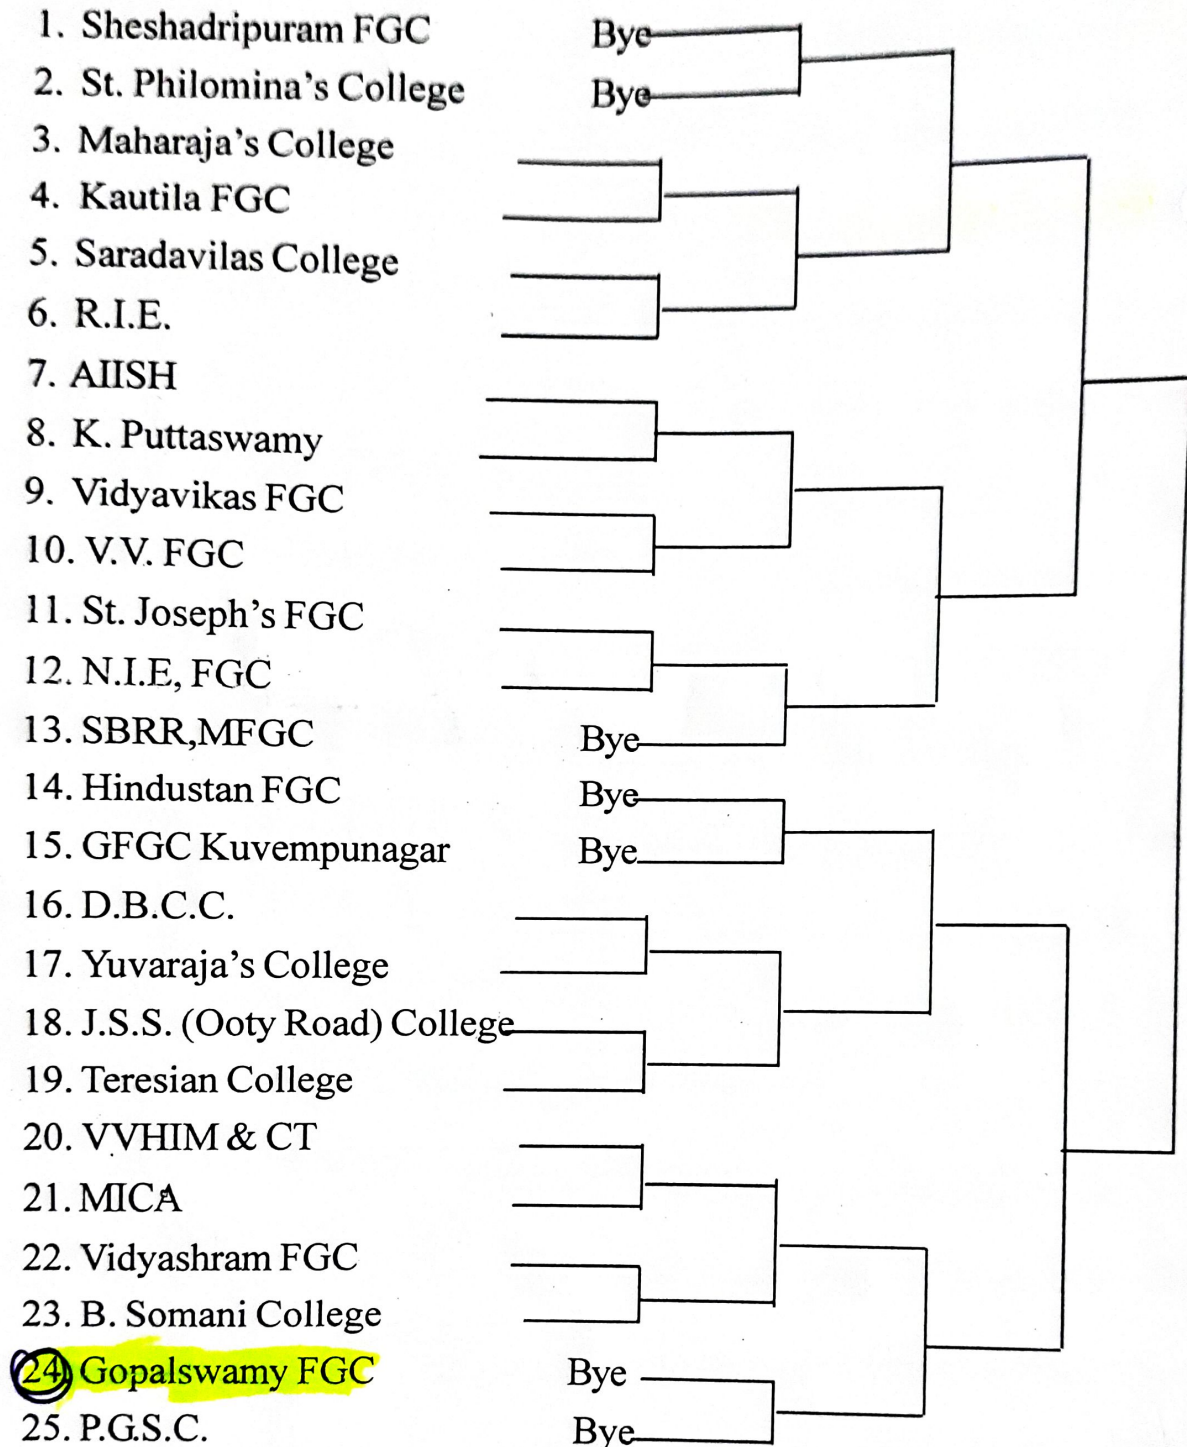 1. Sheshadripuram FGC Bye
2. St. Philomina's College Bye
3. Maharaja's College
4. Kautila FGC
5. Saradavilas College
6. R.I.E.
7. AIISH
8. K. Puttaswamy
9. Vidyavikas FGC
10. V.V. FGC
11. St. Joseph's FGC
12. N.I.E, FGC
13. SBRR,MFGC Bye
14. Hindustan FGC Bye
15. GFGC Kuvempunagar Bye
16. D.B.C.C.
17. Yuvaraja's College
18. J.S.S. (Ooty Road) College
19. Teresian College
20. VVHIM & CT
21. MICA
22. Vidyashram FGC
23. B. Somani College
24. Gopalswamy FGC Bye
25. P.G.S.C. Bye